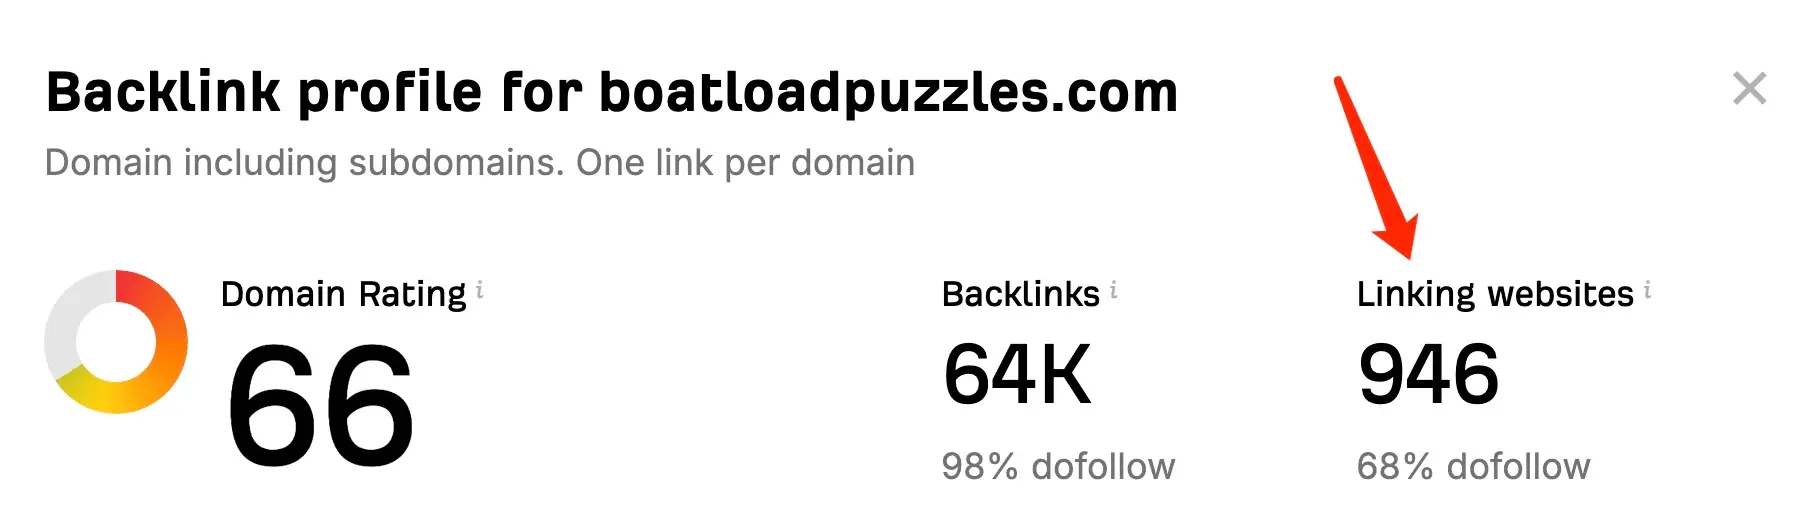 Backlink profile for boatloadpuzzles.com
Domain including subdomains. One link per domain
Domain Rating i
66
Backlinks i
64K
98% dofollow
Linking websites i
946
68% dofollow